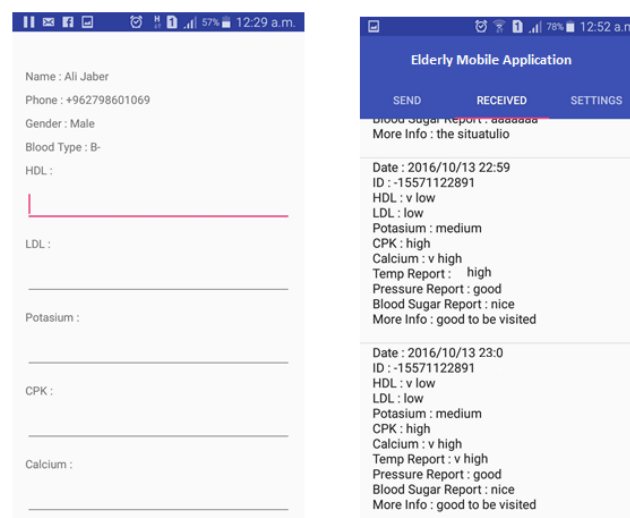 57% 12:29 a.m.
Name : Ali Jaber
Phone : +962798601069
Gender : Male
Blood Type : B-
HDL :
LDL :
Potasium :
CPK :
Calcium :
78% 12:52 a.m
Elderly Mobile Application
SEND RECEIVED SETTINGS
Blood Sugar Report : aaaaaaa
More Info : the situatulio
Date : 2016/10/13 22:59
ID : -15571122891
HDL : v low
LDL : low
Potasium : medium
CPK : high
Calcium : v high
Temp Report : high
Pressure Report : good
Blood Sugar Report : nice
More Info : good to be visited
Date : 2016/10/13 23:0
ID : -15571122891
HDL : v low
LDL : low
Potasium : medium
CPK : high
Calcium : v high
Temp Report : v high
Pressure Report : good
Blood Sugar Report : nice
More Info : good to be visited